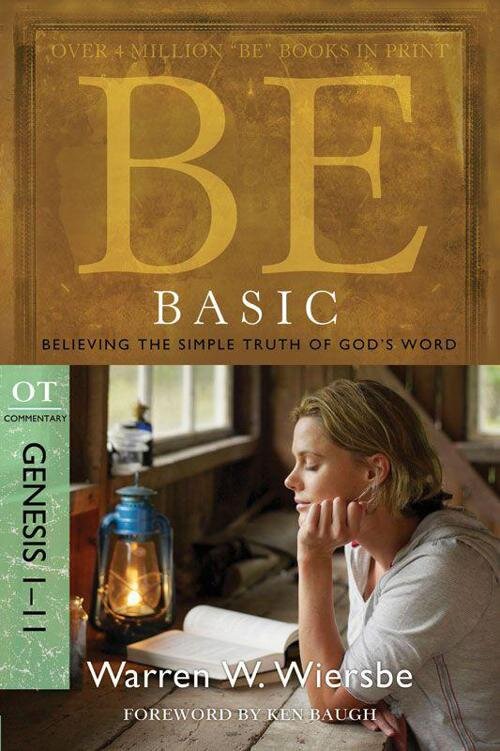 OVER 4 MILLION "BE" BOOKS IN PRINT
BE
BASIC
BELIEVING THE SIMPLE TRUTH OF GOD'S WORD
OT
COMMENTARY
GENESIS 1–11
Warren W. Wiersbe
FOREWORD BY KEN BAUGH